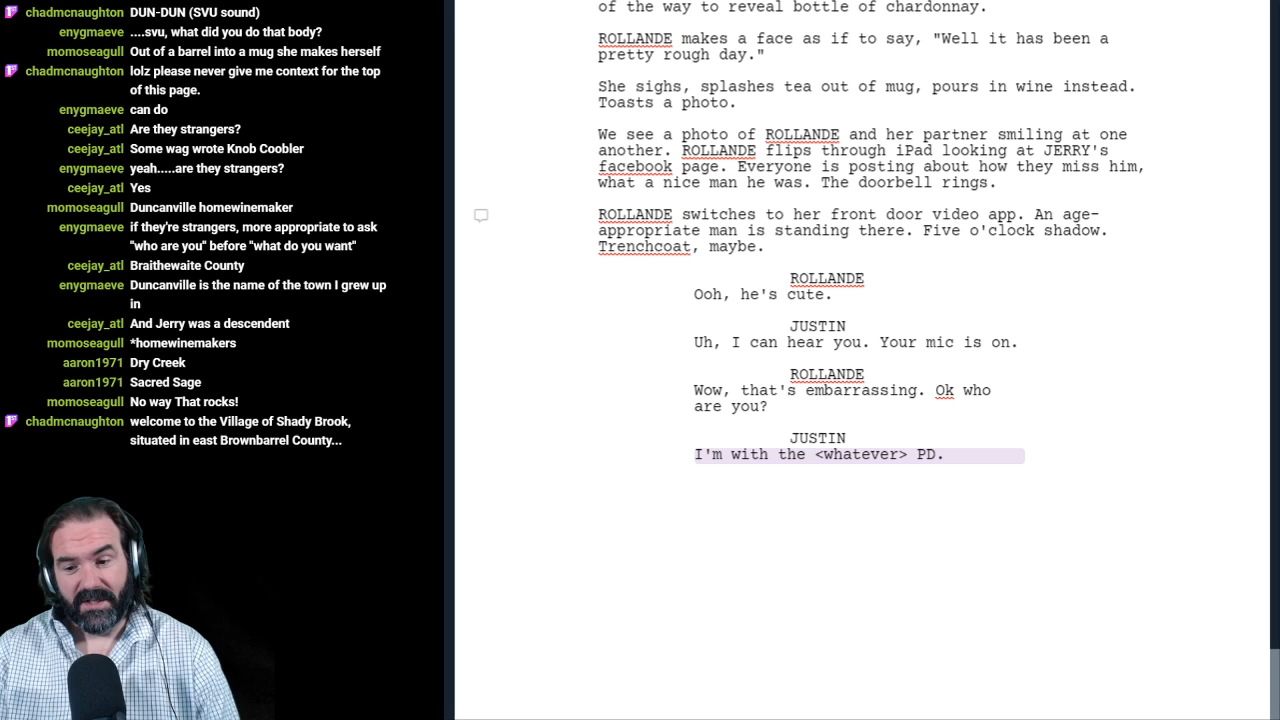 chadmcnaughton DUN-DUN (SVU sound)
enygmaeve ....svu, what did you do that body?
momoseagull Out of a barrel into a mug she makes herself
chadmcnaughton lolz please never give me context for the top
of this page.
enygmaeve can do
ceejay_atl Are they strangers?
ceejay_atl Some wag wrote Knob Coobler
enygmaeve yeah.....are they strangers?
ceejay_atl Yes
momoseagull Duncanville homewinemaker
enygmaeve if they're strangers, more appropriate to ask
"who are you" before "what do you want"
ceejay_atl Braithewaite County
enygmaeve Duncanville is the name of the town I grew up
in
ceejay_atl And Jerry was a descendent
momoseagull *homewinemakers
aaron1971 Dry Creek
aaron1971 Sacred Sage
momoseagull No way That rocks!
chadmcnaughton welcome to the Village of Shady Brook,
situated in east Brownbarrel County...
of the way to reveal bottle of chardonnay.
ROLLANDE makes a face as if to say, "Well it has been a
pretty rough day."
She sighs, splashes tea out of mug, pours in wine instead.
Toasts a photo.
We see a photo of ROLLANDE and her partner smiling at one
another. ROLLANDE flips through iPad looking at JERRY's
facebook page. Everyone is posting about how they miss him,
what a nice man he was. The doorbell rings.
ROLLANDE switches to her front door video app. An age-
appropriate man is standing there. Five o'clock shadow.
Trenchcoat, maybe.
ROLLANDE
Ooh, he's cute.
JUSTIN
Uh, I can hear you. Your mic is on.
ROLLANDE
Wow, that's embarrassing. Ok who
are you?
JUSTIN
I'm with the <whatever> PD.